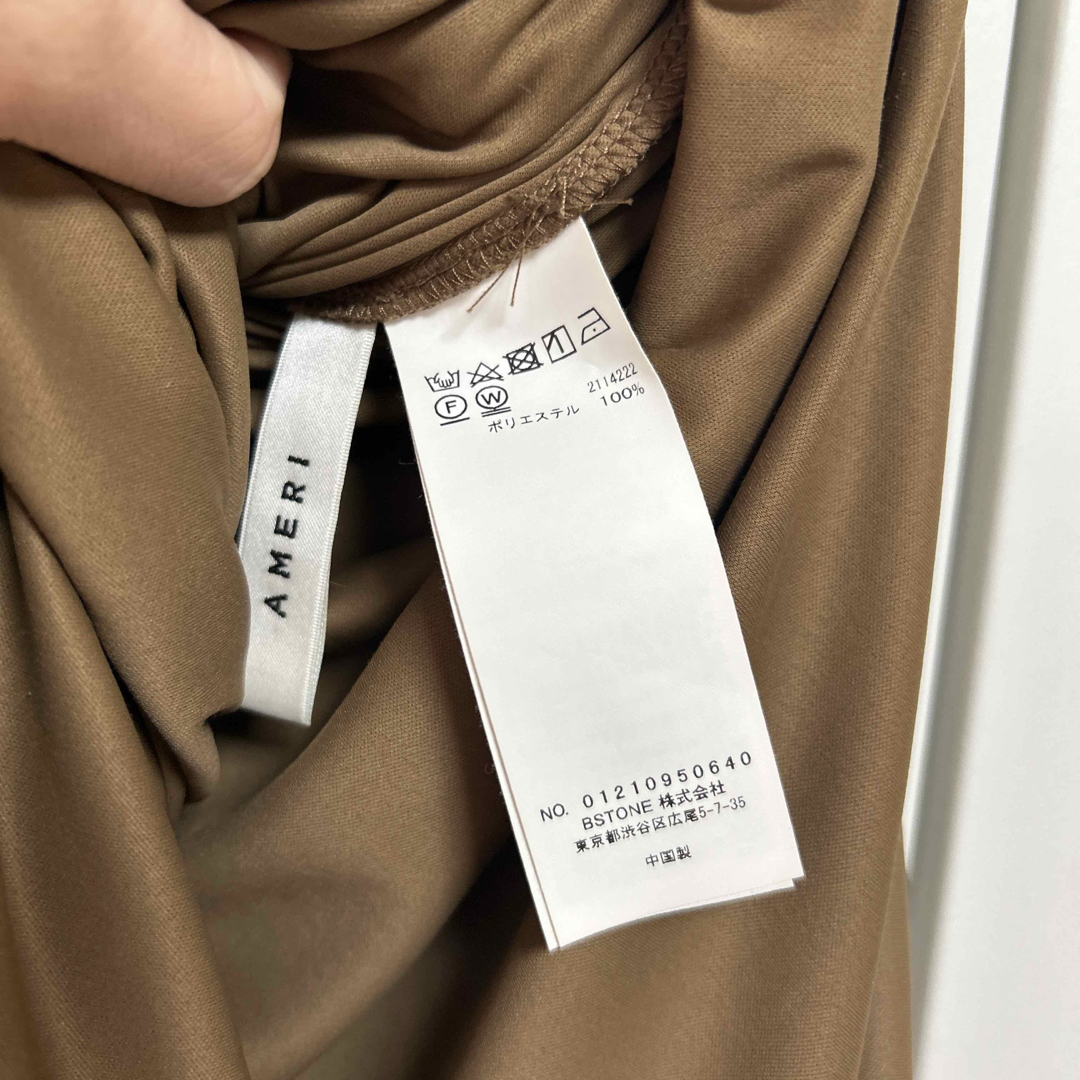 AMERI
F W
2114222
ポリエステル 100%
NO. 01210950640
BSTONE 株式会社
東京都渋谷区広尾5-7-35
中国製